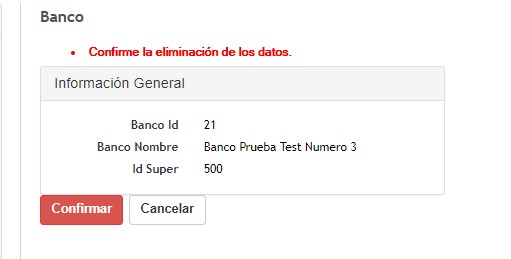 Banco
• Confirme la eliminación de los datos.
Información General
Banco Id 21
Banco Nombre Banco Prueba Test Numero 3
Id Super 500
Confirmar Cancelar